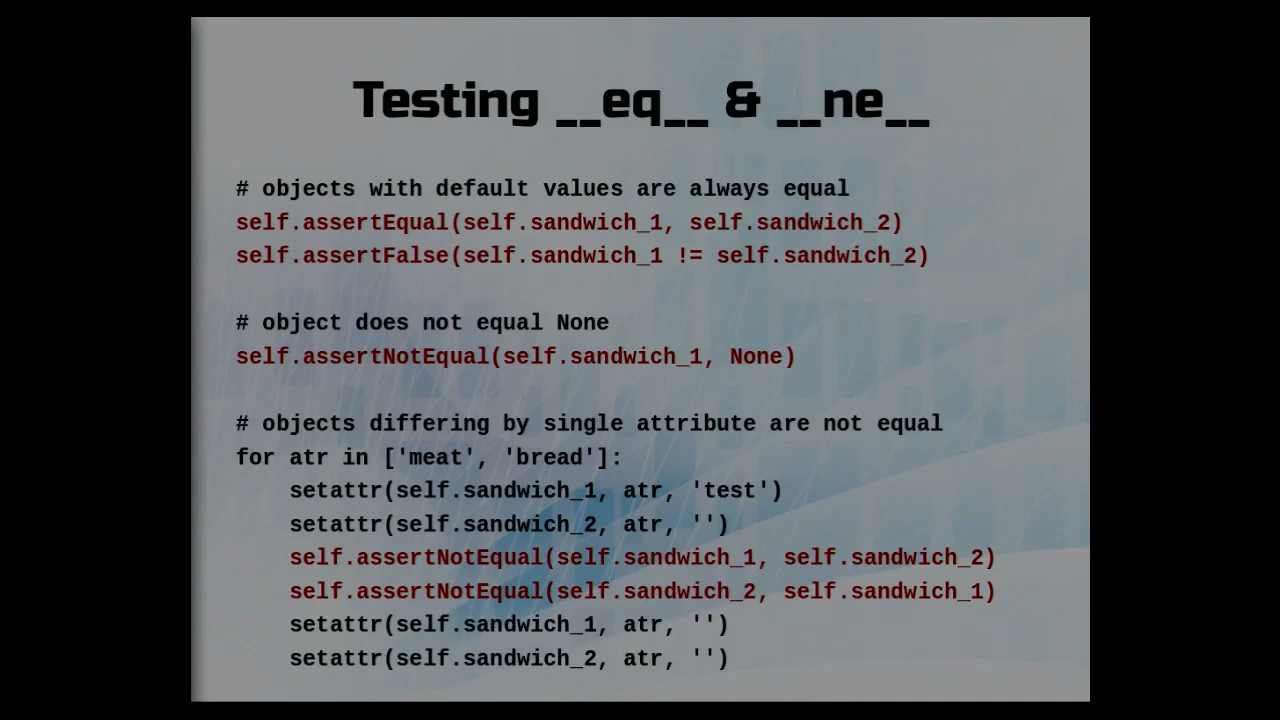 Testing __eq__ & __ne__
# objects with default values are always equal
self.assertEqual(self.sandwich_1, self.sandwich_2)
self.assertFalse(self.sandwich_1 != self.sandwich_2)
# object does not equal None
self.assertNotEqual(self.sandwich_1, None)
# objects differing by single attribute are not equal
for atr in ['meat', 'bread']:
    setattr(self.sandwich_1, atr, 'test')
    setattr(self.sandwich_2, atr, '')
    self.assertNotEqual(self.sandwich_1, self.sandwich_2)
    self.assertNotEqual(self.sandwich_2, self.sandwich_1)
    setattr(self.sandwich_1, atr, '')
    setattr(self.sandwich_2, atr, '')